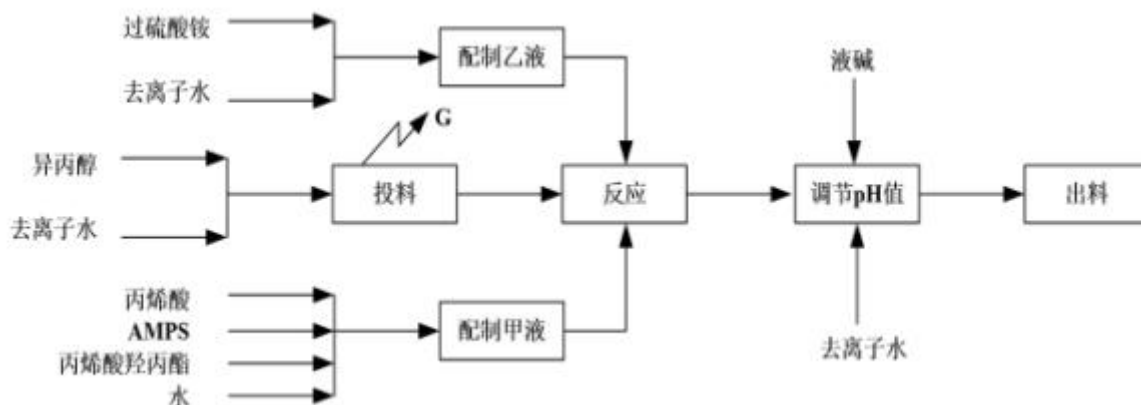 过硫酸铵
配制乙液
液碱
去离子水
G
异丙醇
投料
反应
调节pH值
出料
去离子水
丙烯酸
AMPS
配制甲液
丙烯酸羟丙酯
去离子水
水